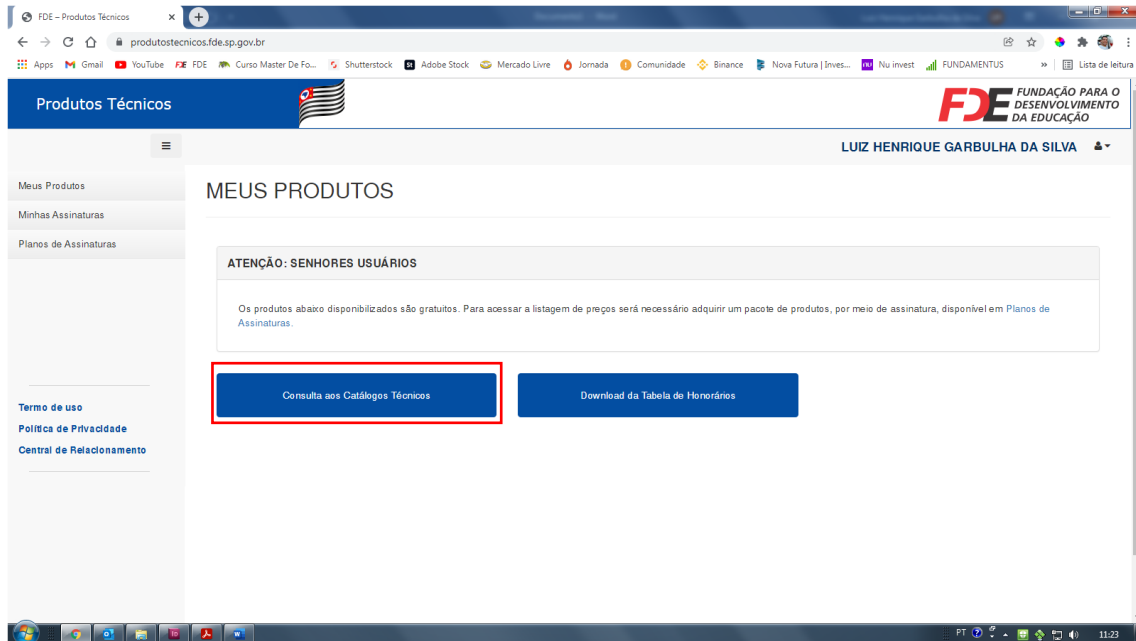 FDE – Produtos Técnicos
produtostecnicos.fde.sp.gov.br
Apps Gmail YouTube FDE FDE Curso Master De Fo... Shutterstock Adobe Stock Mercado Livre Jornada Comunidade Binance Nova Futura | Inves... Nu invest FUNDAMENTUS » Lista de leitura
Produtos Técnicos
FDE FUNDAÇÃO PARA O
DESENVOLVIMENTO
DA EDUCAÇÃO
LUIZ HENRIQUE GARBULHA DA SILVA
Meus Produtos
Minhas Assinaturas
Planos de Assinaturas
Termo de uso
Política de Privacidade
Central de Relacionamento
MEUS PRODUTOS
ATENÇÃO: SENHORES USUÁRIOS
Os produtos abaixo disponibilizados são gratuitos. Para acessar a listagem de preços será necessário adquirir um pacote de produtos, por meio de assinatura, disponível em Planos de
Assinaturas.
Consulta aos Catálogos Técnicos
Download da Tabela de Honorários
PT 11:23